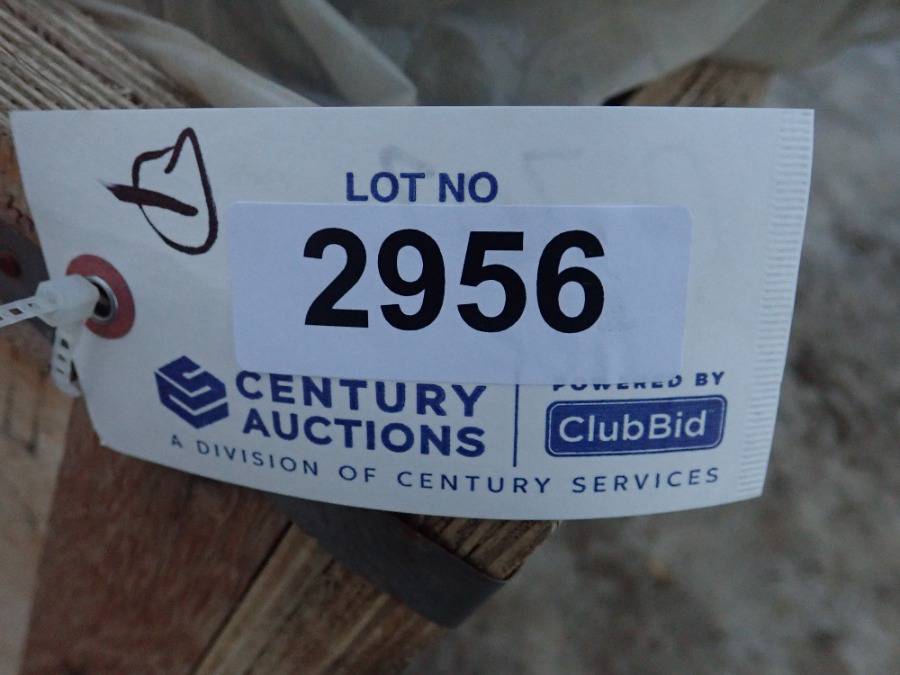 LOT NO
2956
CENTURY
AUCTIONS
POWERED BY
ClubBid
A DIVISION OF CENTURY SERVICES